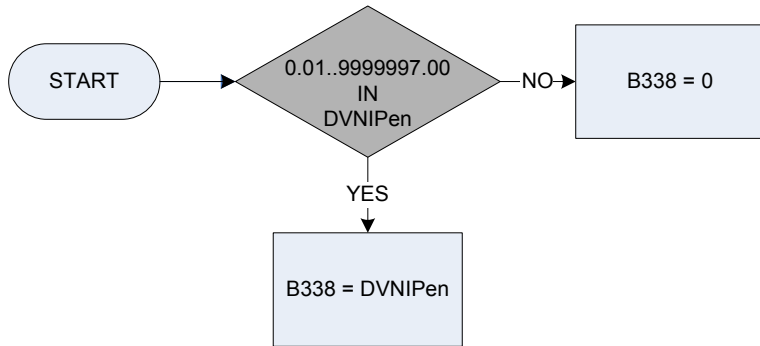 START
0.01..9999997.00
IN
DVNIPen
NO
B338 = 0
YES
B338 = DVNIPen